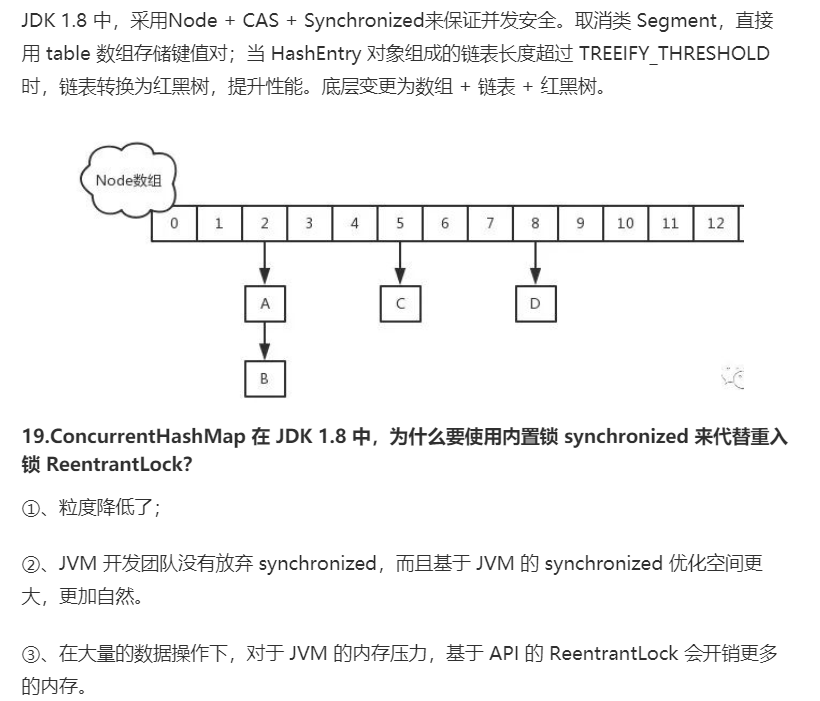 JDK 1.8 中，采用Node + CAS + Synchronized来保证并发安全。取消类 Segment，直接
用 table 数组存储键值对；当 HashEntry 对象组成的链表长度超过 TREEIFY_THRESHOLD
时，链表转换为红黑树，提升性能。底层变更为数组 + 链表 + 红黑树。
Node数组
0 1 2 3 4 5 6 7 8 9 10 11 12
A C D
B
19.ConcurrentHashMap 在 JDK 1.8 中，为什么要使用内置锁 synchronized 来代替重入
锁 ReentrantLock？
①、粒度降低了；
②、JVM 开发团队没有放弃 synchronized，而且基于 JVM 的 synchronized 优化空间更
大，更加自然。
③、在大量的数据操作下，对于 JVM 的内存压力，基于 API 的 ReentrantLock 会开销更多
的内存。